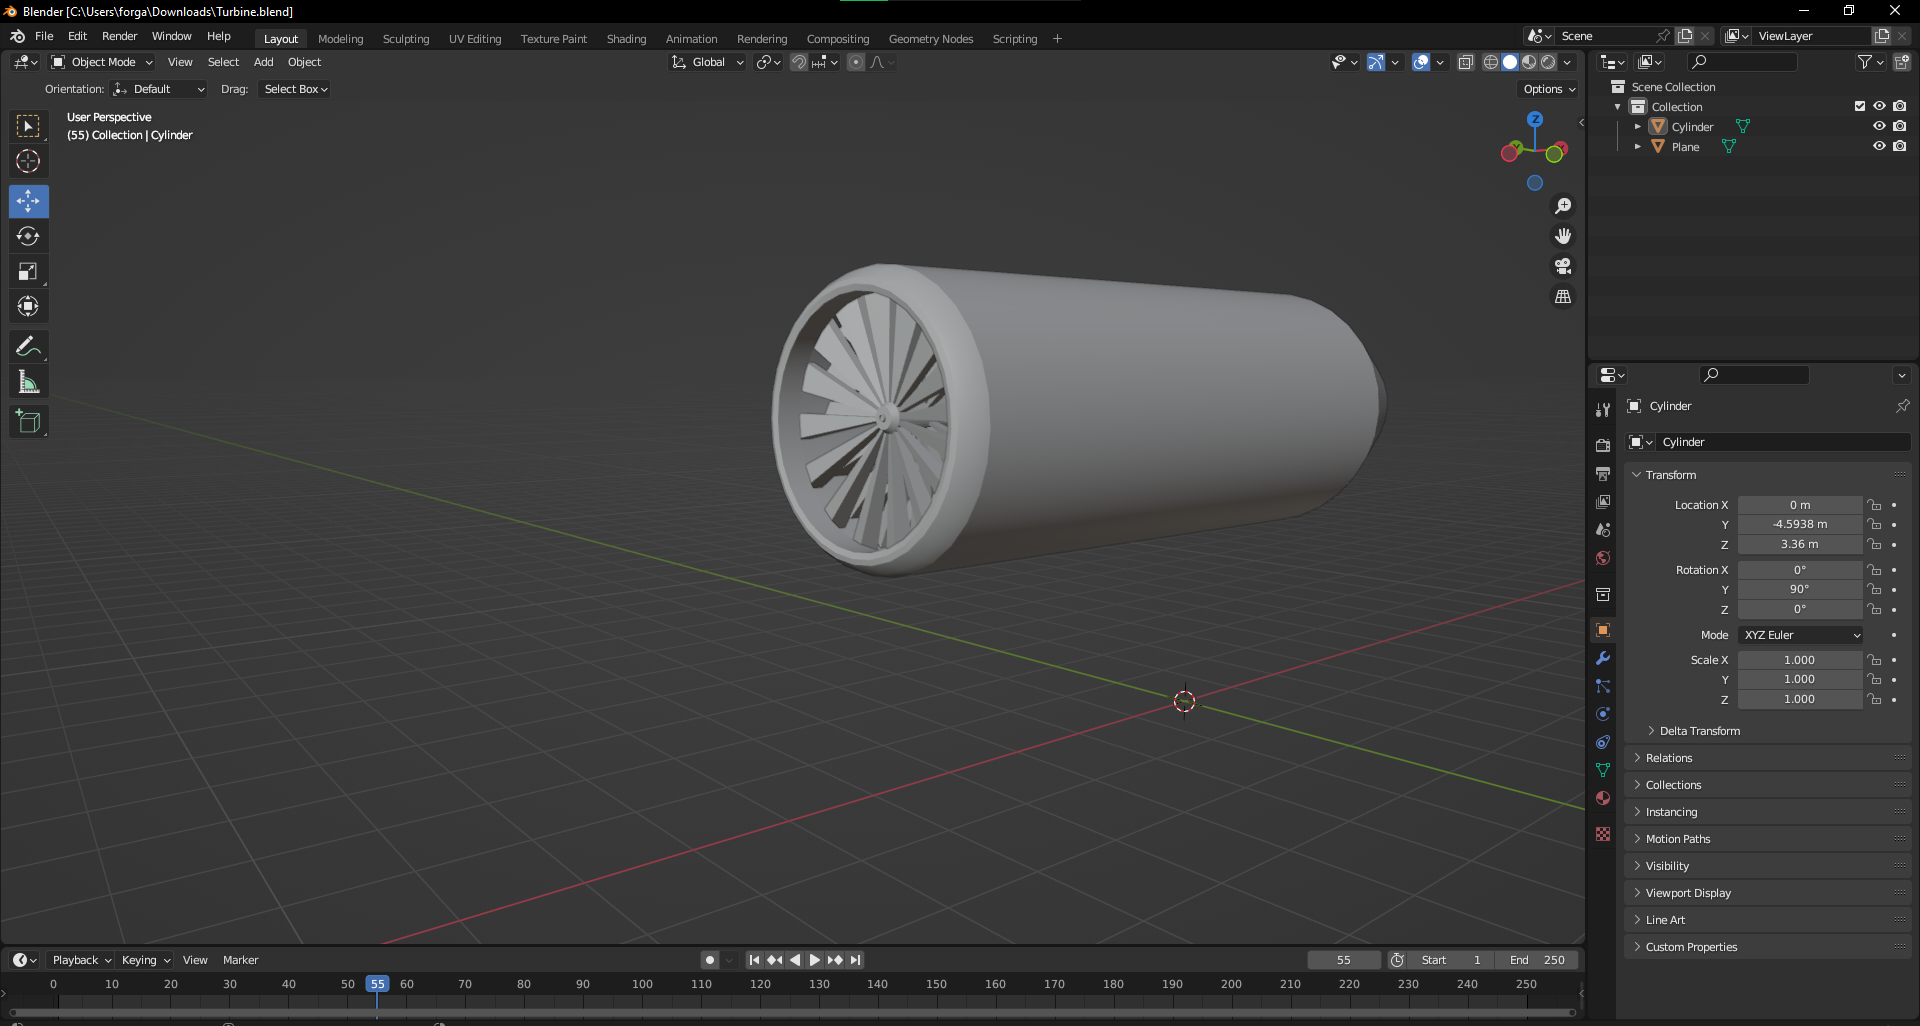 Blender [C:\Users\forga\Downloads\Turbine.blend]
File Edit Render Window Help Layout Modeling Sculpting UV Editing Texture Paint Shading Animation Rendering Compositing Geometry Nodes Scripting + Scene ViewLayer
Object Mode View Select Add Object Global
Orientation: Default Drag: Select Box Options
User Perspective
(55) Collection | Cylinder
Z
Scene Collection
Collection
Cylinder
Plane
Cylinder
Cylinder
Transform
Location X 0 m
Y -4.5938 m
Z 3.36 m
Rotation X 0°
Y 90°
Z 0°
Mode XYZ Euler
Scale X 1.000
Y 1.000
Z 1.000
Delta Transform
Relations
Collections
Instancing
Motion Paths
Visibility
Viewport Display
Line Art
Custom Properties
Playback Keying View Marker 55 Start 1 End 250
0 10 20 30 40 50 55 60 70 80 90 100 110 120 130 140 150 160 170 180 190 200 210 220 230 240 250